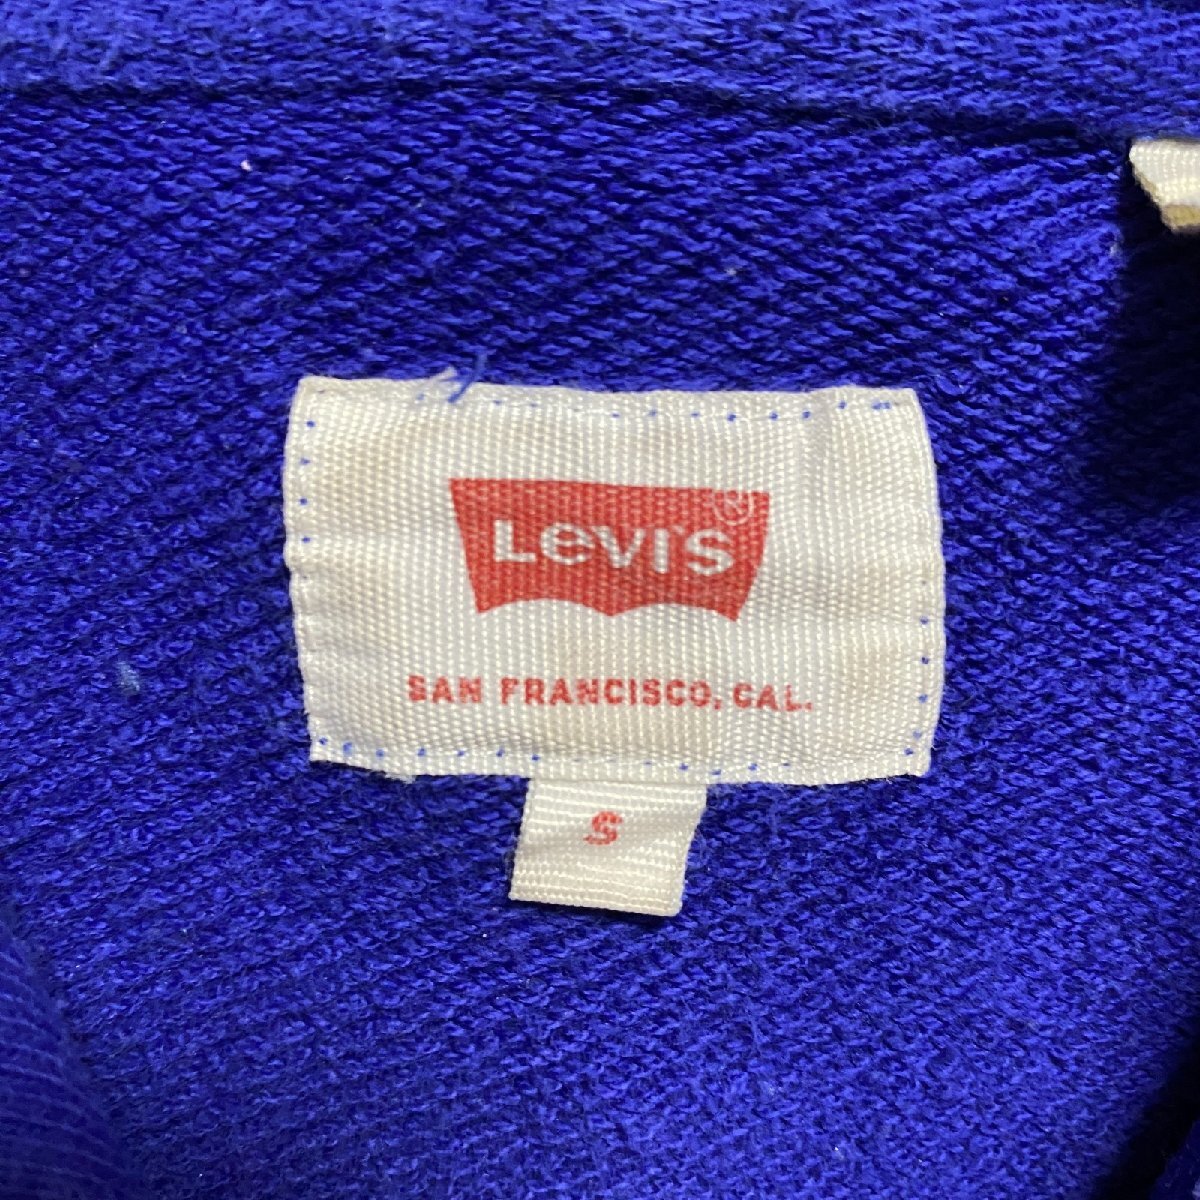 Levi's®
SAN FRANCISCO, CAL.
S